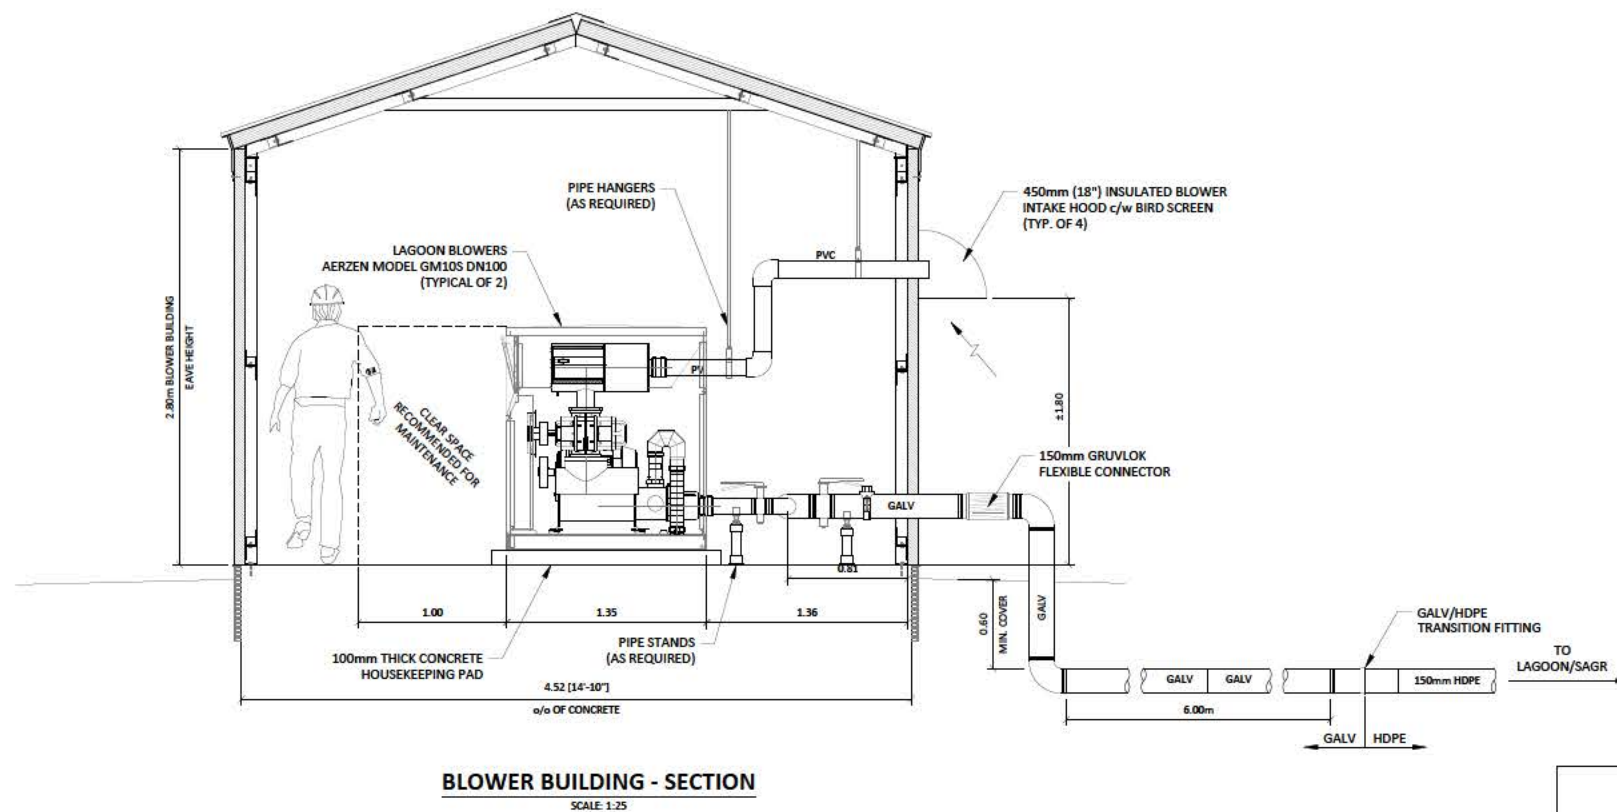 PIPE HANGERS
(AS REQUIRED)
450mm (18") INSULATED BLOWER
INTAKE HOOD c/w BIRD SCREEN
(TYP. OF 4)
LAGOON BLOWERS
AERZEN MODEL GM10S DN100
(TYPICAL OF 2)
PVC
2.80m BLOWER BUILDING
EAVE HEIGHT
PV
CLEAR SPACE
RECOMMENDED FOR
MAINTENANCE
±1.80
150mm GRUVLOK
FLEXIBLE CONNECTOR
GALV
0.81
1.00
1.35
1.36
0.60
MIN. COVER
GALV
GALV/HDPE
TRANSITION FITTING
TO
LAGOON/SAGR
PIPE STANDS
(AS REQUIRED)
100mm THICK CONCRETE
HOUSEKEEPING PAD
GALV
GALV
150mm HDPE
4.52 [14'-10"]
o/o OF CONCRETE
6.00m
GALV
HDPE
BLOWER BUILDING - SECTION
SCALE: 1:25